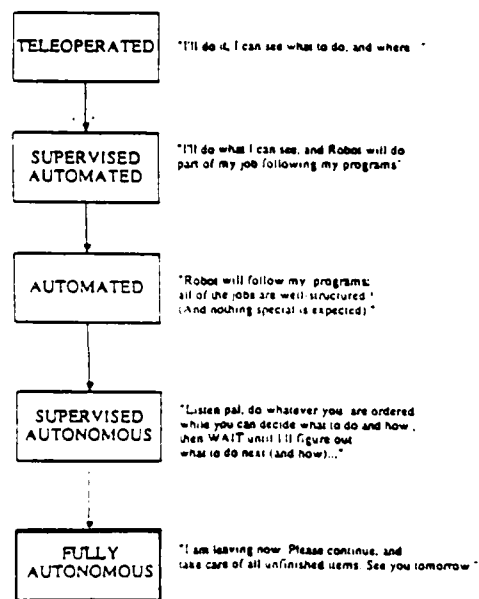 TELEOPERATED
"I'll do it, I can see what to do, and where..."
SUPERVISED
AUTOMATED
"I'll do what I can see, and Robot will do
part of my job following my programs"
AUTOMATED
"Robot will follow my programs;
all of the jobs are well-structured!
(And nothing special is expected)."
SUPERVISED
AUTONOMOUS
"Listen pal, do whatever you are ordered
while you can decide what to do and how,
then WAIT until I'll figure out
what to do next (and how)..."
FULLY
AUTONOMOUS
"I am leaving now. Please continue, and
take care of all unfinished items. See you tomorrow."